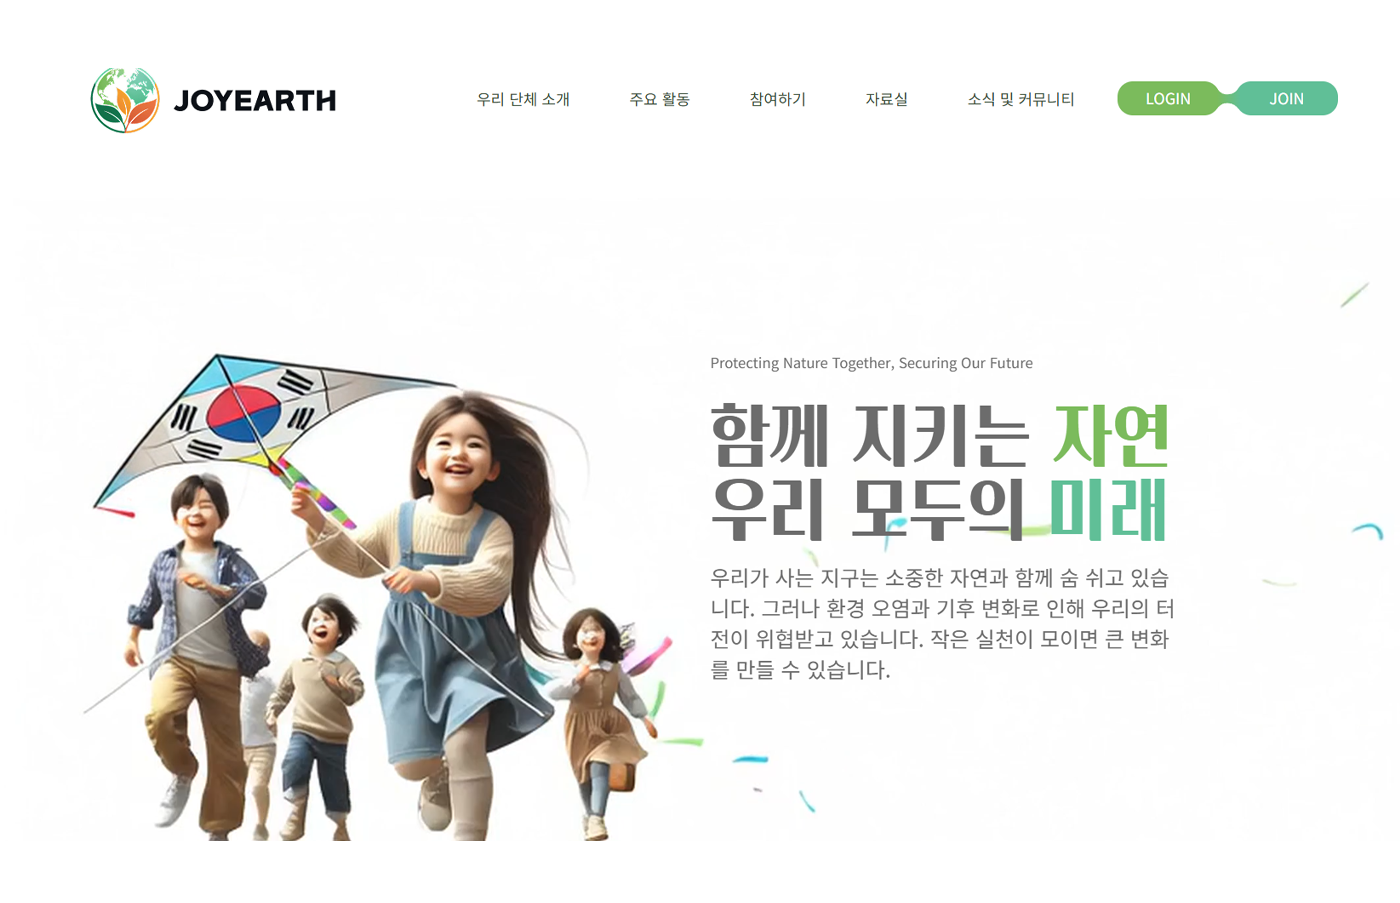 JOYEARTH
우리 단체 소개
주요 활동
참여하기
자료실
소식 및 커뮤니티
LOGIN
JOIN
Protecting Nature Together, Securing Our Future
함께 지키는 자연
우리 모두의 미래
우리가 사는 지구는 소중한 자연과 함께 숨 쉬고 있습
니다. 그러나 환경 오염과 기후 변화로 인해 우리의 터
전이 위협받고 있습니다. 작은 실천이 모이면 큰 변화
를 만들 수 있습니다.